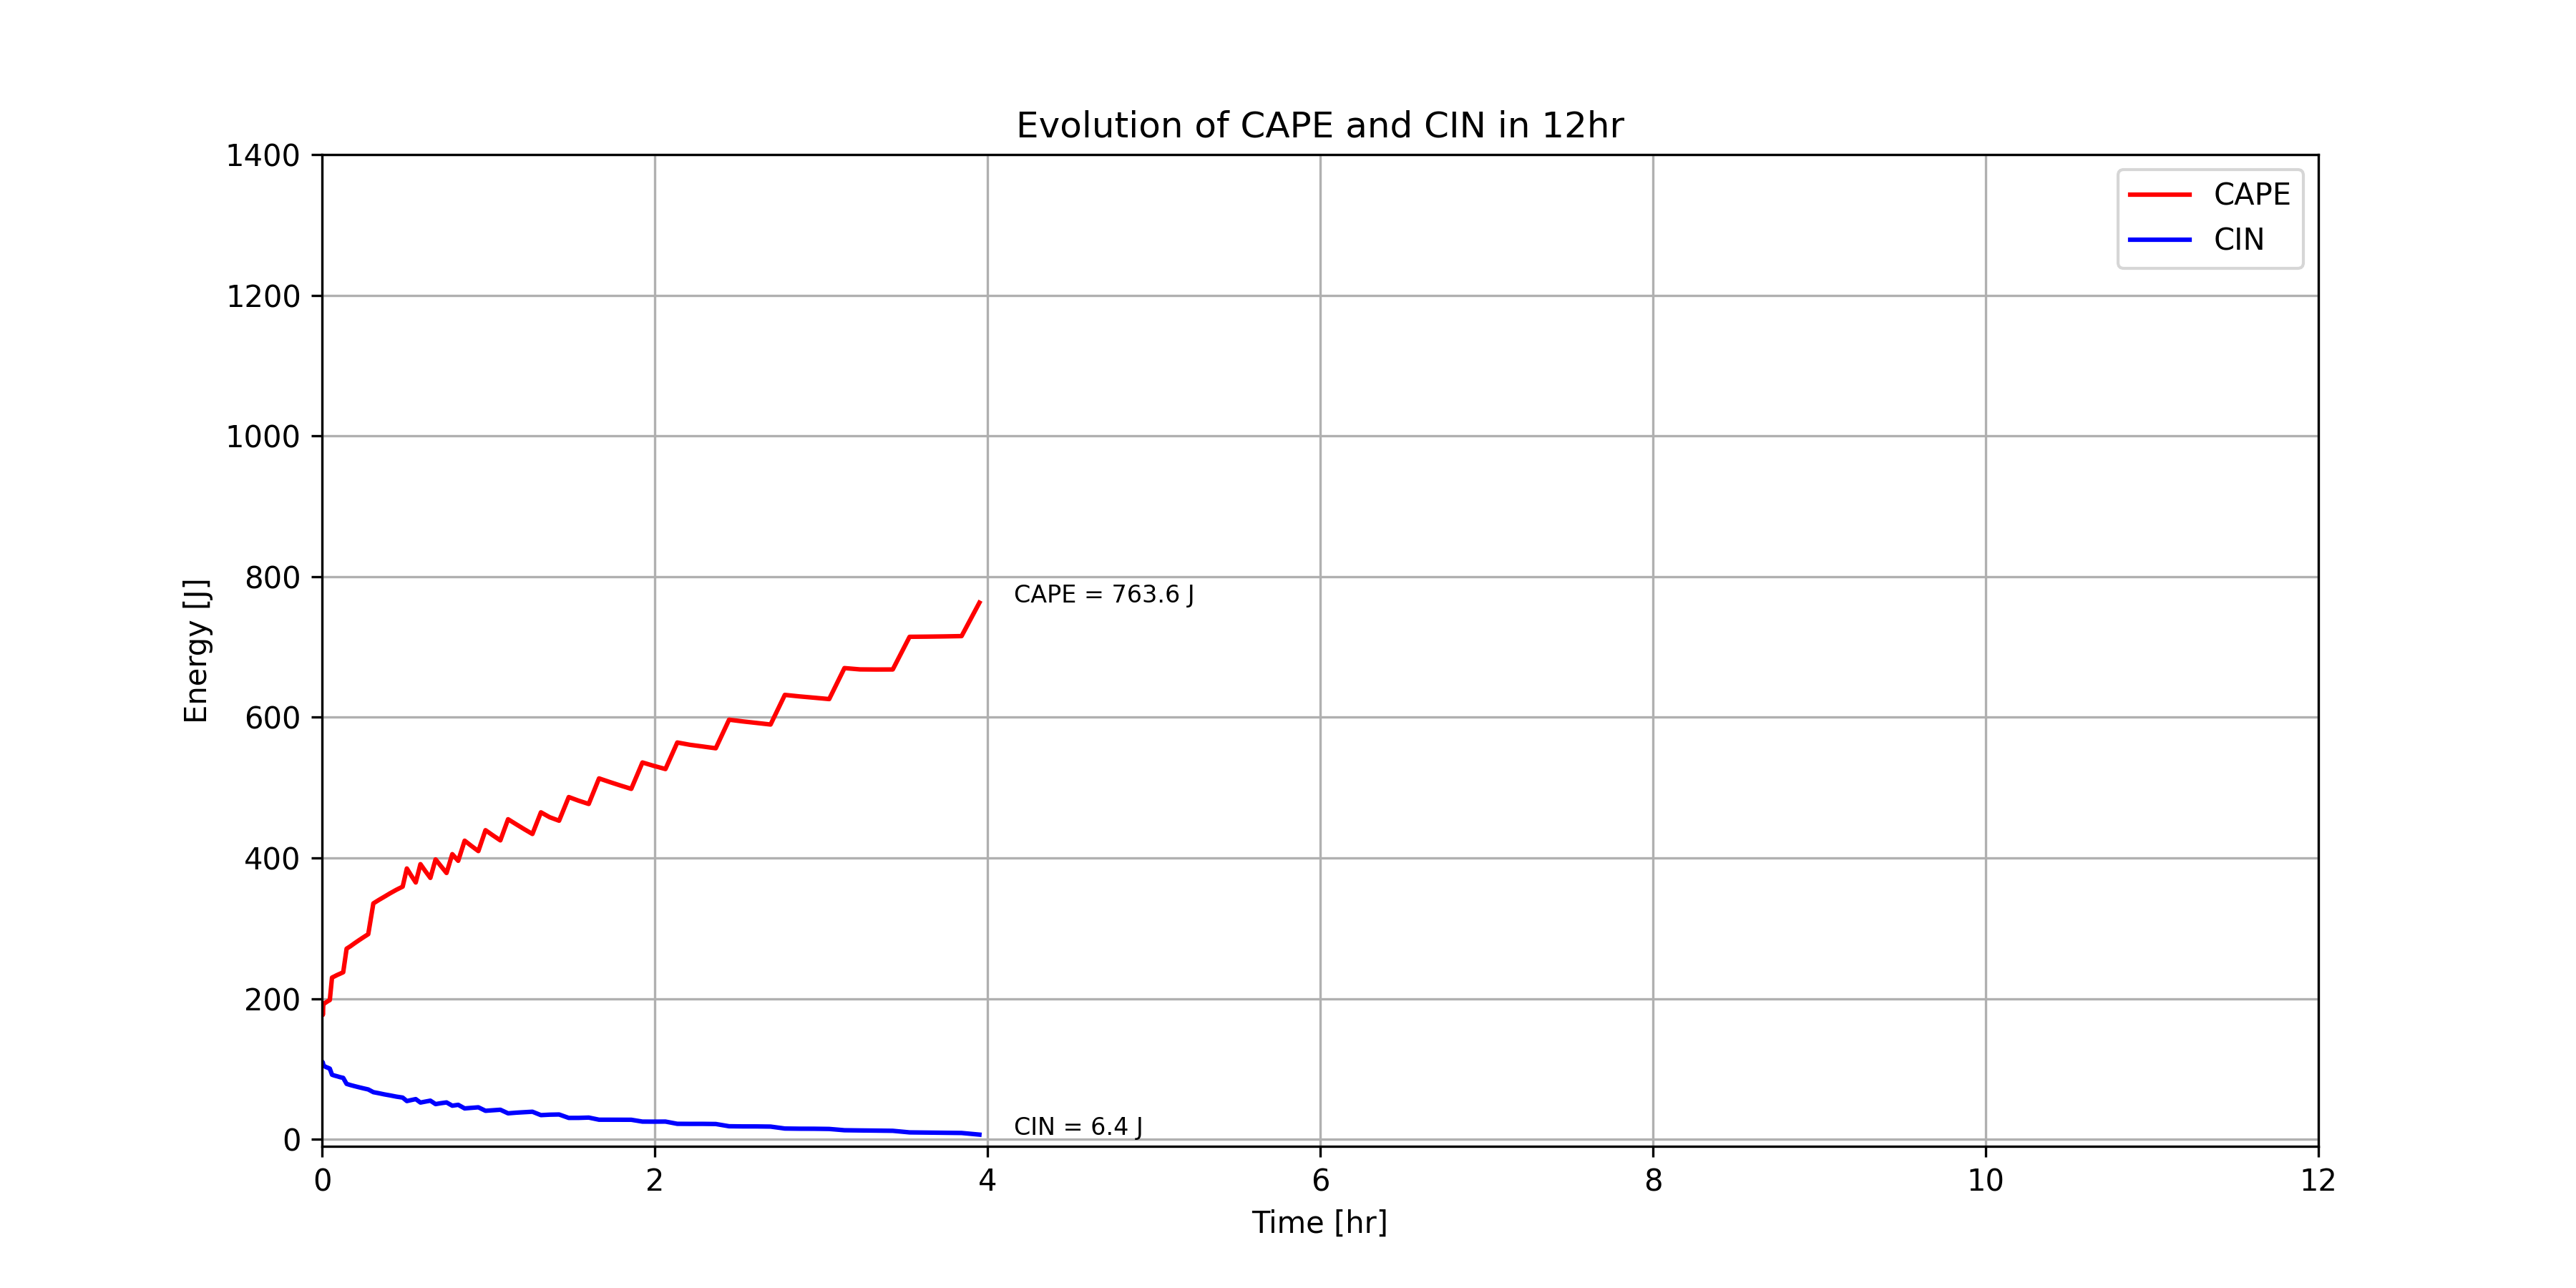 Evolution of CAPE and CIN in 12hr
1400
1200
1000
800
600
400
200
0
Energy [J]
CAPE
CIN
CAPE = 763.6 J
CIN = 6.4 J
0 2 4 6 8 10 12
Time [hr]